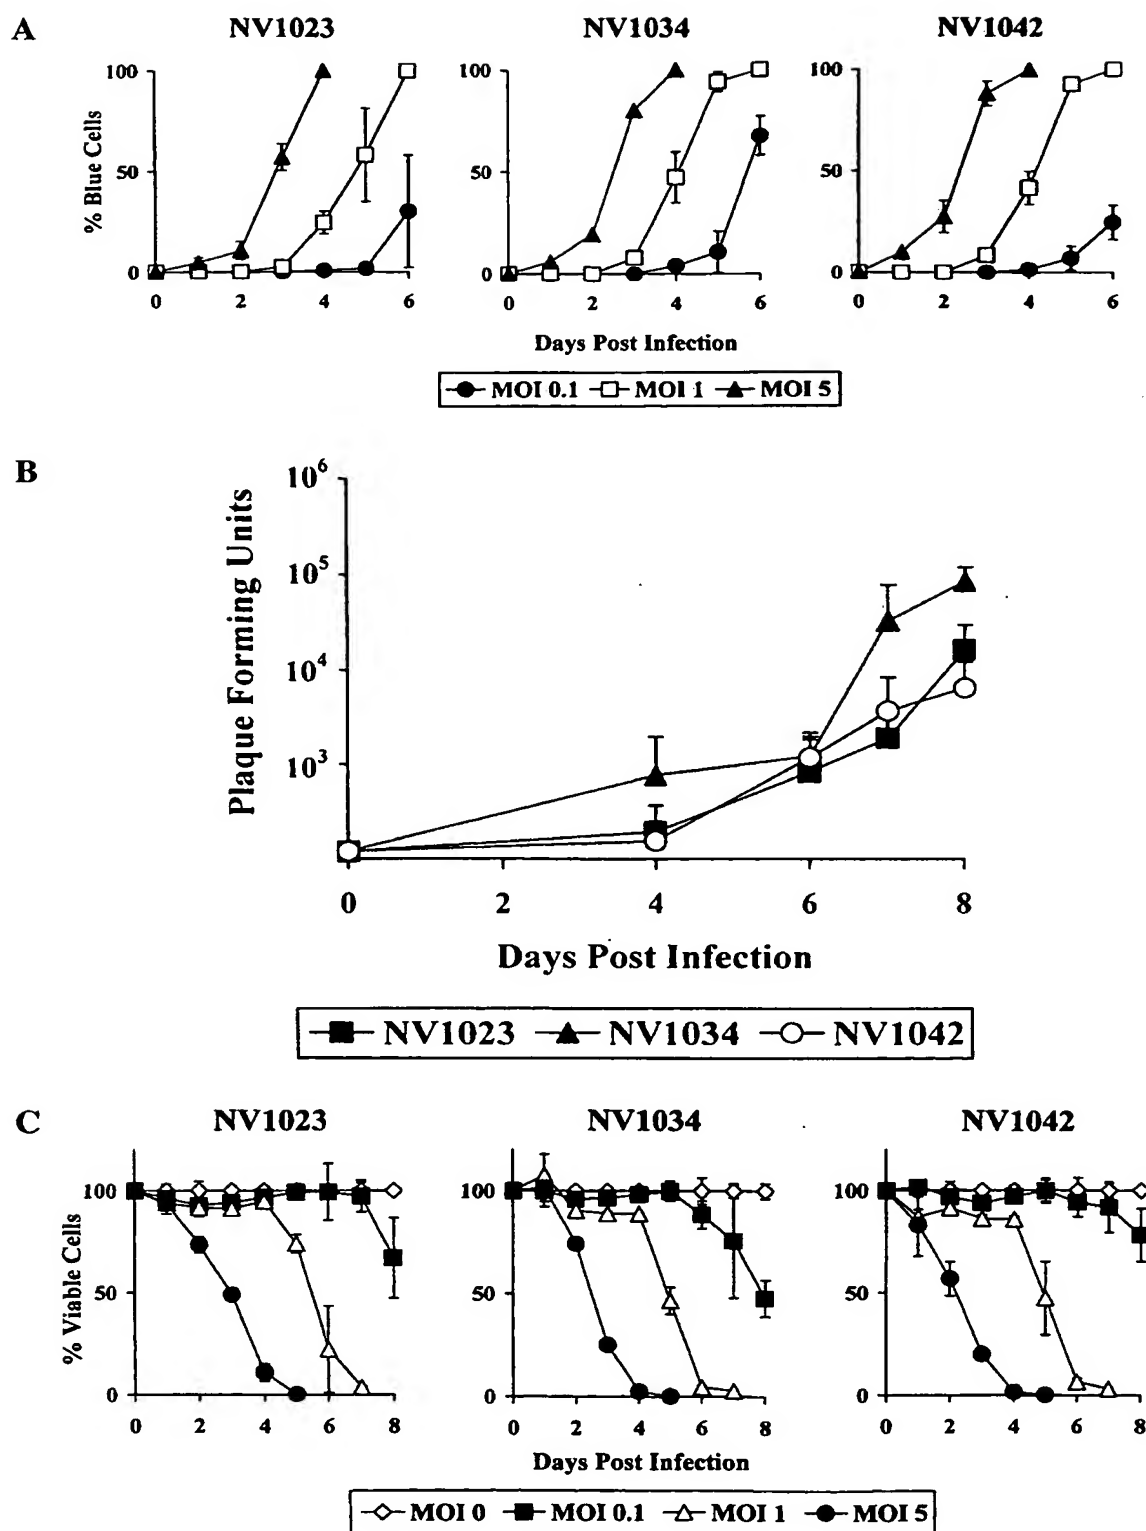 A
NV1023 NV1034 NV1042
% Blue Cells
100 50 0
100 50 0
100 50 0
0 2 4 6
0 2 4 6
0 2 4 6
Days Post Infection
MOI 0.1 MOI 1 MOI 5
B
Plaque Forming Units
10^6
10^5
10^4
10^3
0 2 4 6 8
Days Post Infection
NV1023 NV1034 NV1042
C
NV1023 NV1034 NV1042
% Viable Cells
100 50 0
100 50 0
100 50 0
0 2 4 6 8
0 2 4 6 8
0 2 4 6 8
Days Post Infection
MOI 0 MOI 0.1 MOI 1 MOI 5